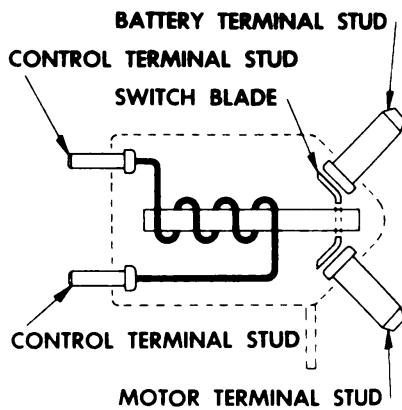 BATTERY TERMINAL STUD
CONTROL TERMINAL STUD
SWITCH BLADE
CONTROL TERMINAL STUD
MOTOR TERMINAL STUD